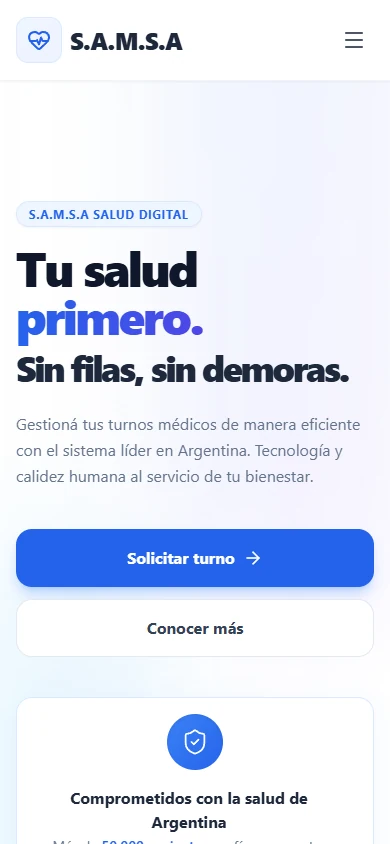 S.A.M.S.A
S.A.M.S.A SALUD DIGITAL
Tu salud
primero.
Sin filas, sin demoras.
Gestioná tus turnos médicos de manera eficiente
con el sistema líder en Argentina. Tecnología y
calidez humana al servicio de tu bienestar.
Solicitar turno
Conocer más
Comprometidos con la salud de
Argentina